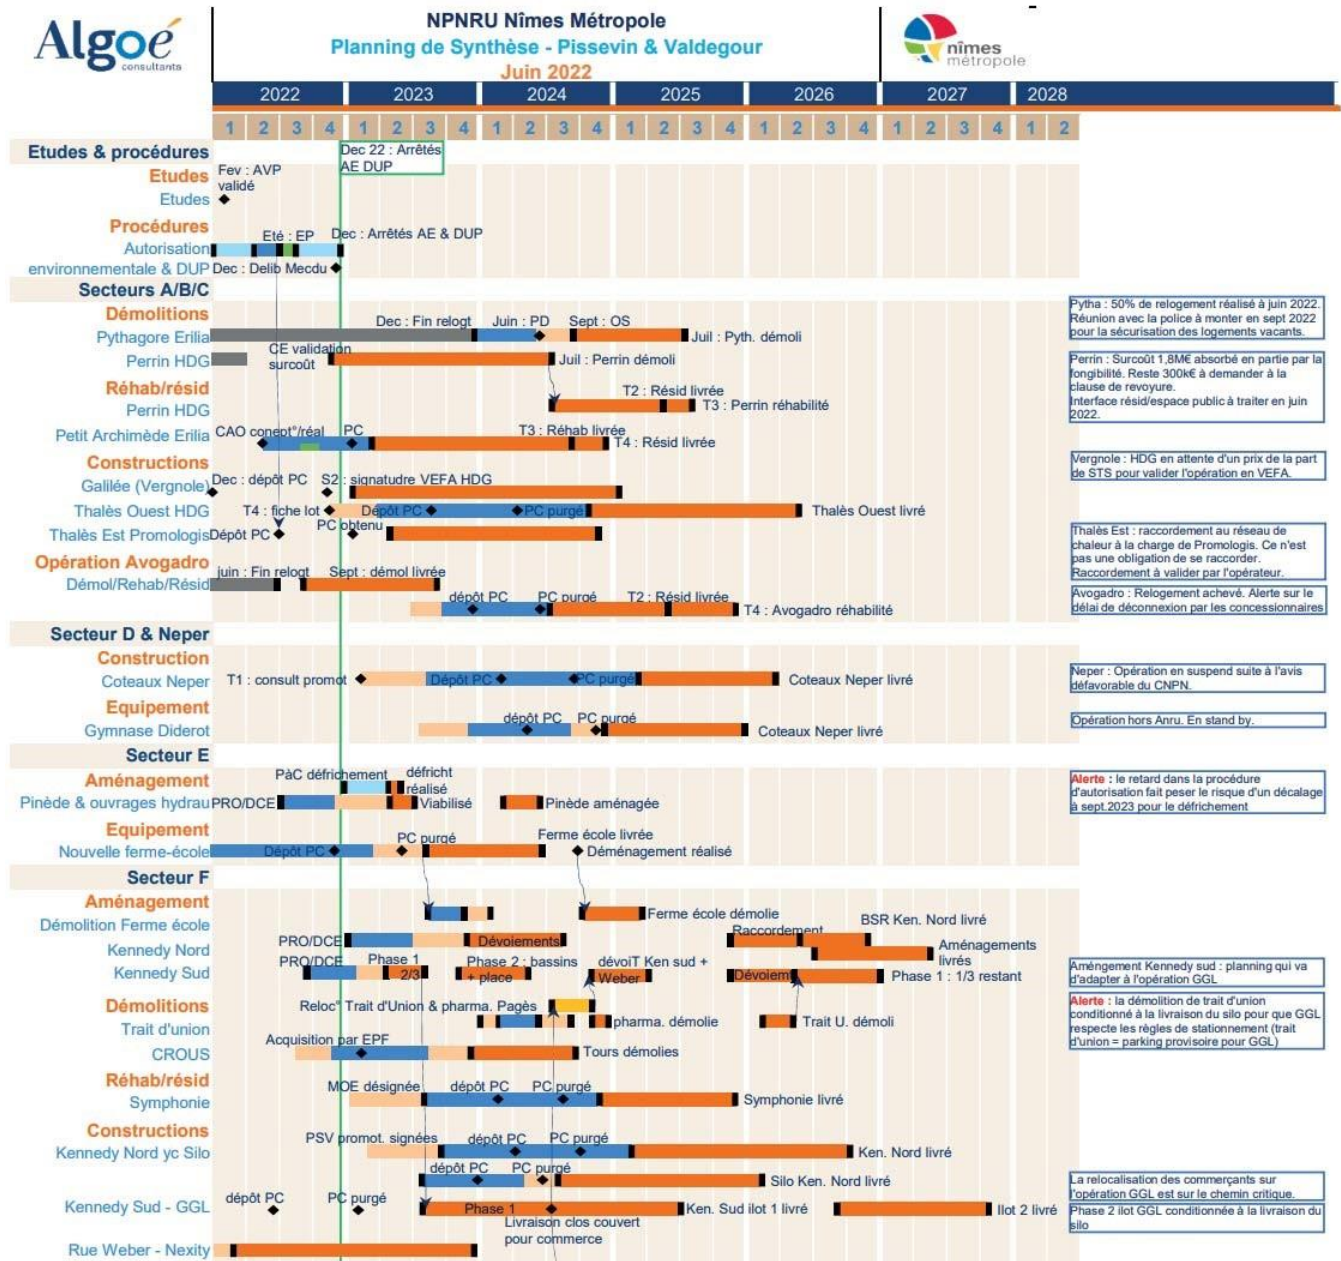 Algoé
consultants
NPNRU Nîmes Métropole
Planning de Synthèse - Pissevin & Valdegour
Juin 2022
nîmes
métropole
2022 2023 2024 2025 2026 2027 2028
1 2 3 4 1 2 3 4 1 2 3 4 1 2 3 4 1 2 3 4 1 2 3 4 1 2
Etudes & procédures
Dec 22 : Arrêtés
AE DUP
Etudes
Fev : AVP
validé
Etudes
Procédures
Eté : EP
Dec : Arrêtés AE & DUP
Autorisation
environnementale & DUP
Dec : Delib Mecdu
Secteurs A/B/C
Démolitions
Dec : Fin relogt Juin : PD Sept : OS
Pythagore Erilia
Juil : Pyth. démoli
Pytha : 50% de relogement réalisé à juin 2022.
Réunion avec la police à monter en sept 2022
pour la sécurisation des logements vacants.
Perrin HDG
CE validation
surcoût
Juil : Perrin démoli
Perrin : Surcoût 1,8M€ absorbé en partie par la
fongibilité. Reste 300k€ à demander à la
clause de revoyure.
Interface résid/espace public à traiter en juin
2022.
Réhab/résid
T2 : Résid livrée
Perrin HDG
T3 : Perrin réhabilité
Petit Archimède Erilia
CAO conept°/réal PC
T3 : Réhab livrée
T4 : Résid livrée
Constructions
Galilée (Vergnole)
Dec : dépôt PC S2 : signatudre VEFA HDG
Vergnole : HDG en attente d'un prix de la part
de STS pour valider l'opération en VEFA.
Thalès Ouest HDG
T4 : fiche lot Dépôt PC PC purgé Thalès Ouest livré
Thalès Est Promologis
Dépôt PC PC obtenu
Thalès Est : raccordement au réseau de
chaleur à la charge de Promologis. Ce n'est
pas une obligation de se raccorder.
Raccordement à valider par l'opérateur.
Opération Avogadro
Démol/Rehab/Résid
juin : Fin relogt Sept : démol livrée
dépôt PC PC purgé T2 : Résid livrée
T4 : Avogadro réhabilité
Avogadro : Relogement achevé. Alerte sur le
délai de déconnexion par les concessionnaires
Secteur D & Neper
Construction
Coteaux Neper
T1 : consult promot Dépôt PC PC purgé Coteaux Neper livré
Neper : Opération en suspend suite à l'avis
défavorable du CNPN.
Equipement
Gymnase Diderot
dépôt PC PC purgé
Coteaux Neper livré
Opération hors Anru. En stand by.
Secteur E
Aménagement
PàC défrichement défricht
réalisé
Pinède & ouvrages hydrau
PRO/DCE Viabilisé Pinède aménagée
Alerte : le retard dans la procédure
d'autorisation fait peser le risque d'un décalage
à sept.2023 pour le défrichement
Equipement
Nouvelle ferme-école
Dépôt PC PC purgé Ferme école livrée
Déménagement réalisé
Secteur F
Aménagement
Démolition Ferme école
Ferme école démolie
BSR Ken. Nord livré
Kennedy Nord
PRO/DCE Dévoiements Raccordement
Aménagements
livrés
Kennedy Sud
PRO/DCE Phase 1
2/3
Phase 2 : bassins
+ place
dévoiT Ken sud +
Weber
Dévoiem Phase 1 : 1/3 restant
Améngement Kennedy sud : planning qui va
d'adapter à l'opération GGL
Démolitions
Reloc° Trait d'Union & pharma. Pagès
Trait d'union
pharma. démolie Trait U. démoli
Alerte : la démolition de trait d'union
conditionné à la livraison du silo pour que GGL
respecte les règles de stationnement (trait
d'union = parking provisoire pour GGL)
CROUS
Acquisition par EPF
Tours démolies
Réhab/résid
Symphonie
MOE désignée dépôt PC PC purgé
Symphonie livré
Constructions
Kennedy Nord yc Silo
PSV promot. signées dépôt PC PC purgé
Ken. Nord livré
dépôt PC PC purgé
Silo Ken. Nord livré
La relocalisation des commerçants sur
l'opération GGL est sur le chemin critique.
Kennedy Sud - GGL
dépôt PC PC purgé
Phase 1 Ken. Sud ilot 1 livré Ilot 2 livré
Livraison clos couvert
pour commerce
Phase 2 ilot GGL conditionnée à la livraison du
silo
Rue Weber - Nexity